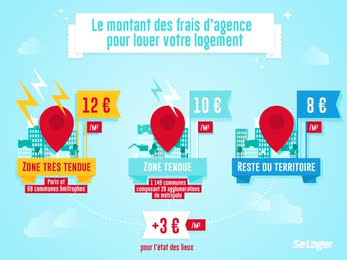 Le montant des frais d'agence
pour louer votre logement
12 €
/M²
ZONE TRÈS TENDUE
Paris et
68 communes limitrophes
10 €
/M²
ZONE TENDUE
1 149 communes
composant 28 agglomérations
de métropole
8 €
/M²
RESTE DU TERRITOIRE
+3 €
/M²
pour l'état des lieux
SeLoger